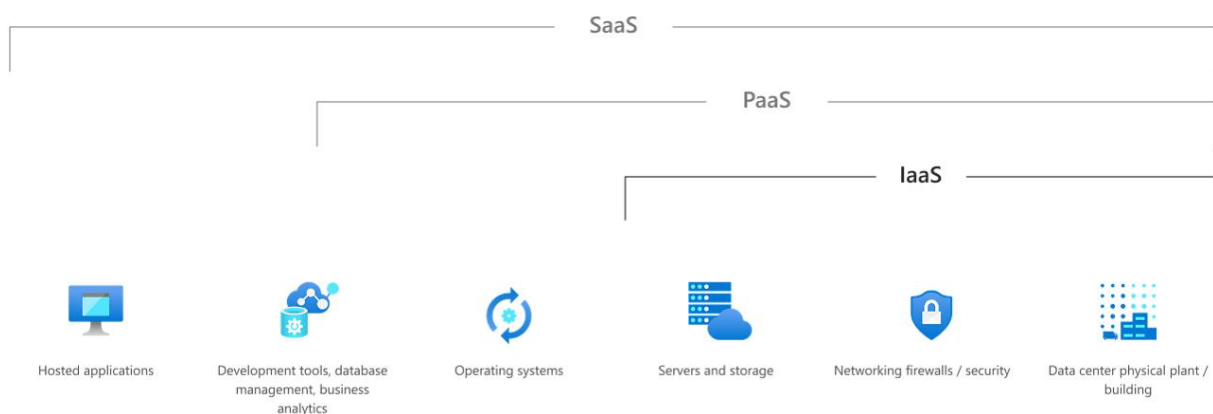 SaaS
PaaS
IaaS
Hosted applications
Development tools, database
management, business
analytics
Operating systems
Servers and storage
Networking firewalls / security
Data center physical plant /
building